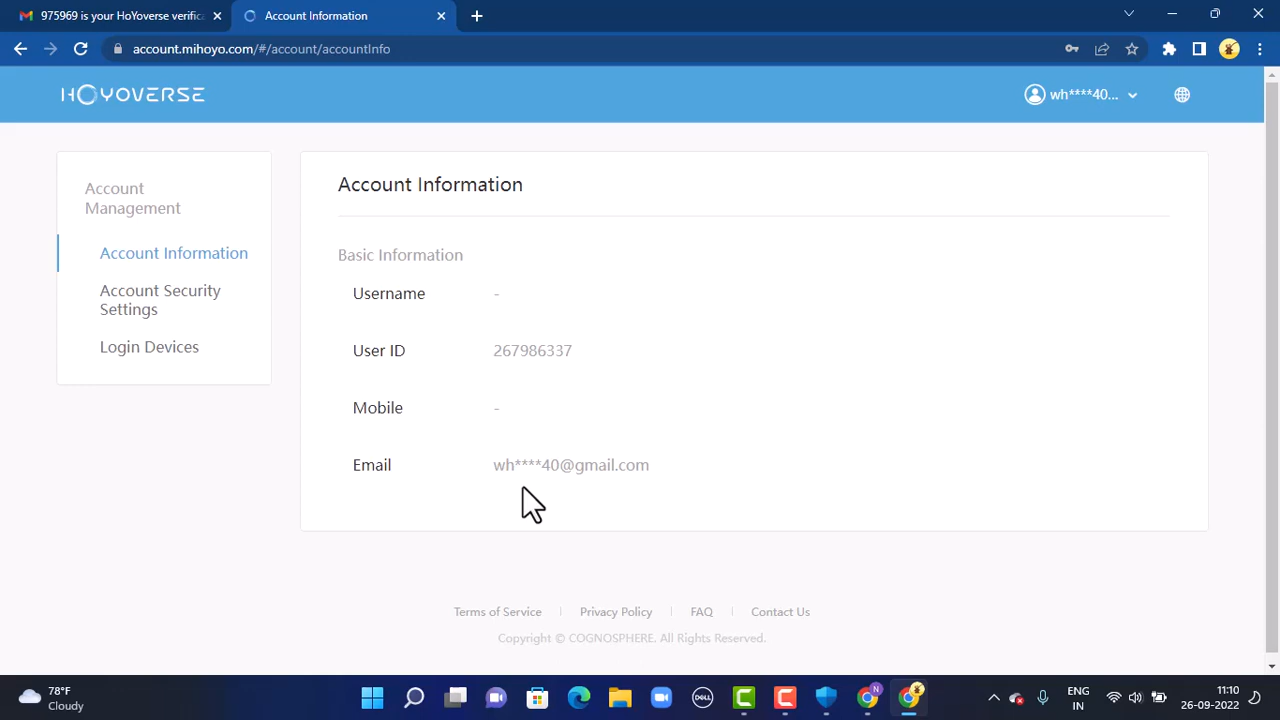 975969 is your HoYoverse verifica
Account Information
account.mihoyo.com/#/account/accountInfo
HOYOVERSE
wh****40...
Account
Management
Account Information
Account Security
Settings
Login Devices
Account Information
Basic Information
Username -
User ID 267986337
Mobile -
Email wh****40@gmail.com
Terms of Service | Privacy Policy | FAQ | Contact Us
Copyright © COGNOSPHERE. All Rights Reserved.
78°F
Cloudy
DELL
N
ENG
IN
11:10
26-09-2022